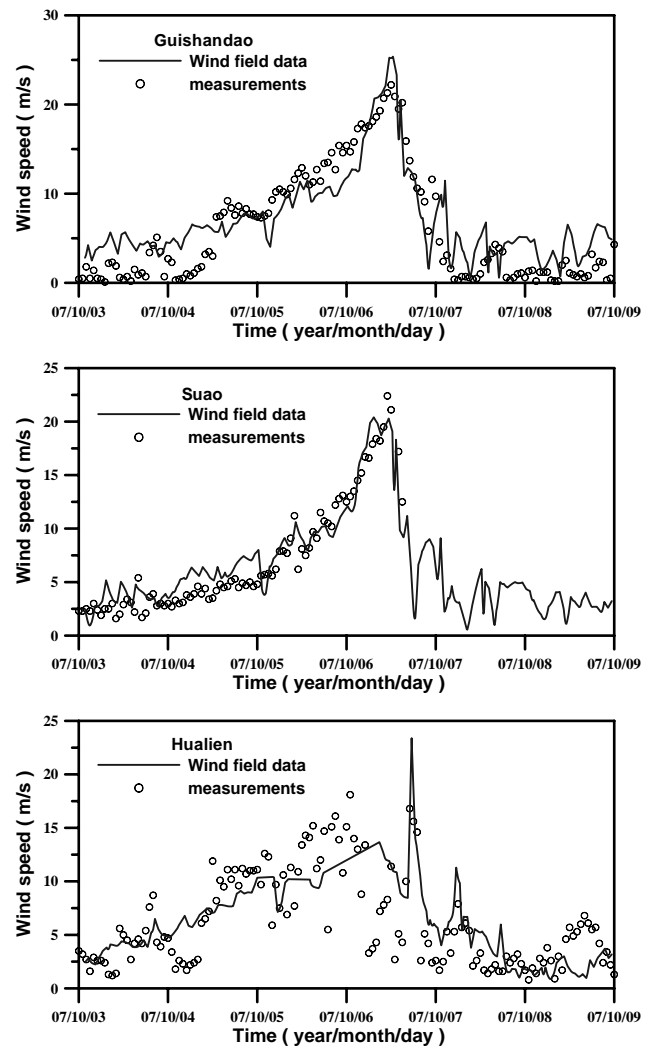 Guishandao
Wind field data
measurements
Wind speed ( m/s )
30
20
10
0
07/10/03 07/10/04 07/10/05 07/10/06 07/10/07 07/10/08 07/10/09
Time ( year/month/day )
Suao
Wind field data
measurements
Wind speed ( m/s )
25
20
15
10
5
0
07/10/03 07/10/04 07/10/05 07/10/06 07/10/07 07/10/08 07/10/09
Time ( year/month/day )
Hualien
Wind field data
measurements
Wind speed ( m/s )
25
20
15
10
5
0
07/10/03 07/10/04 07/10/05 07/10/06 07/10/07 07/10/08 07/10/09
Time ( year/month/day )